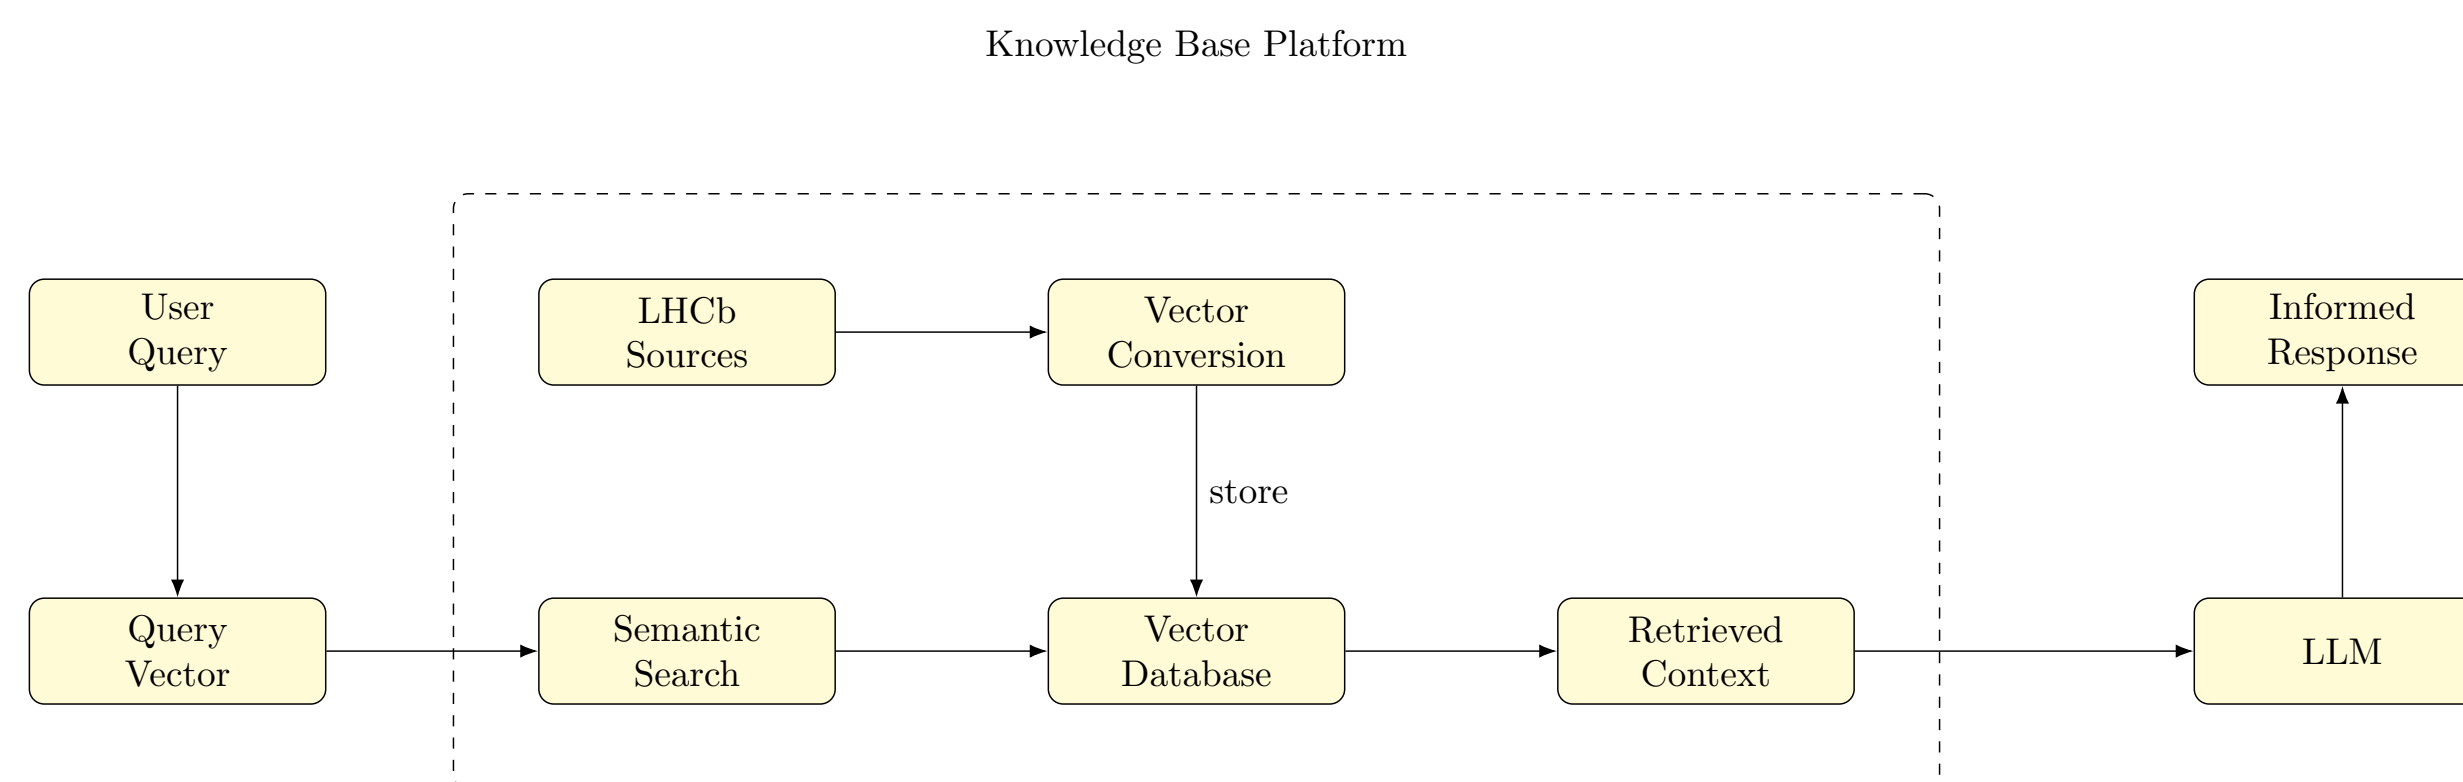 Knowledge Base Platform
User
Query
LHCb
Sources
Vector
Conversion
Informed
Response
store
Query
Vector
Semantic
Search
Vector
Database
Retrieved
Context
LLM